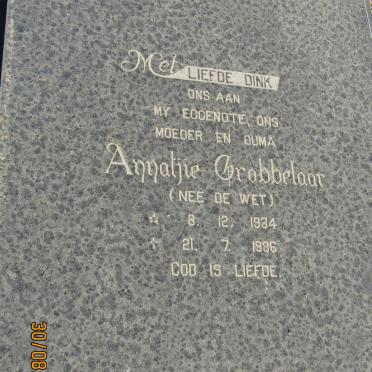 Met LIEFDE DINK
ONS AAN
MY EGGENOTE, ONS
MOEDER EN OUMA
Annatjie Grobbelaar
(NEE DE WET)
☆ 8. 12. 1934
✝ 21. 7. 1986
GOD IS LIEFDE.
30/08